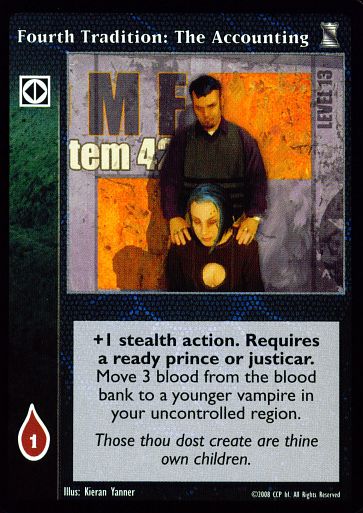 Fourth Tradition: The Accounting
M E
tem 42
LEVEL 13
+1 stealth action. Requires
a ready prince or justicar.
Move 3 blood from the blood
bank to a younger vampire in
your uncontrolled region.
Those thou dost create are thine
own children.
1
Illus: Kieran Yanner
©2008 CCP hf. All Rights Reserved